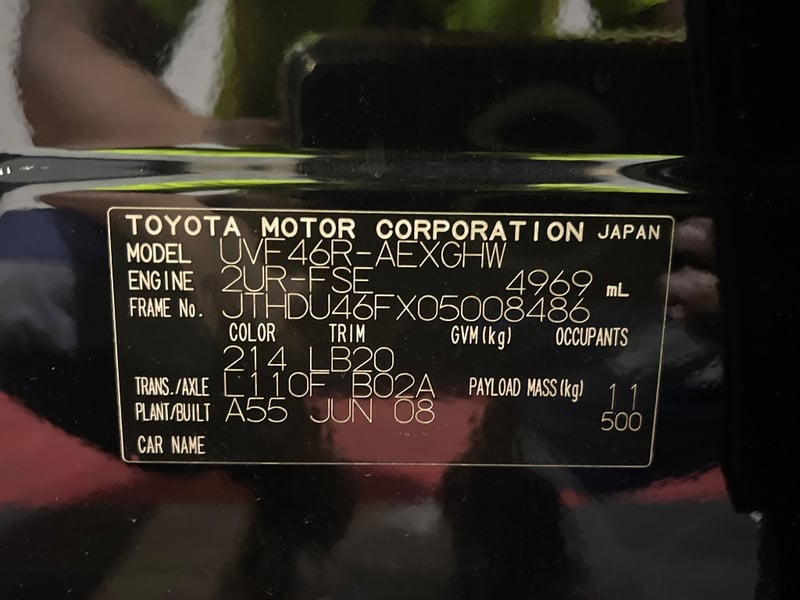 TOYOTA MOTOR CORPORATION JAPAN
MODEL UVF46R-AEXGHW
ENGINE 2UR-FSE 4969 mL
FRAME No. JTHDU46FX05008486
COLOR TRIM GVM(kg) OCCUPANTS
214 LB20
TRANS./AXLE L110F B02A PAYLOAD MASS(kg) 11
PLANT/BUILT A55 JUN 08 500
CAR NAME